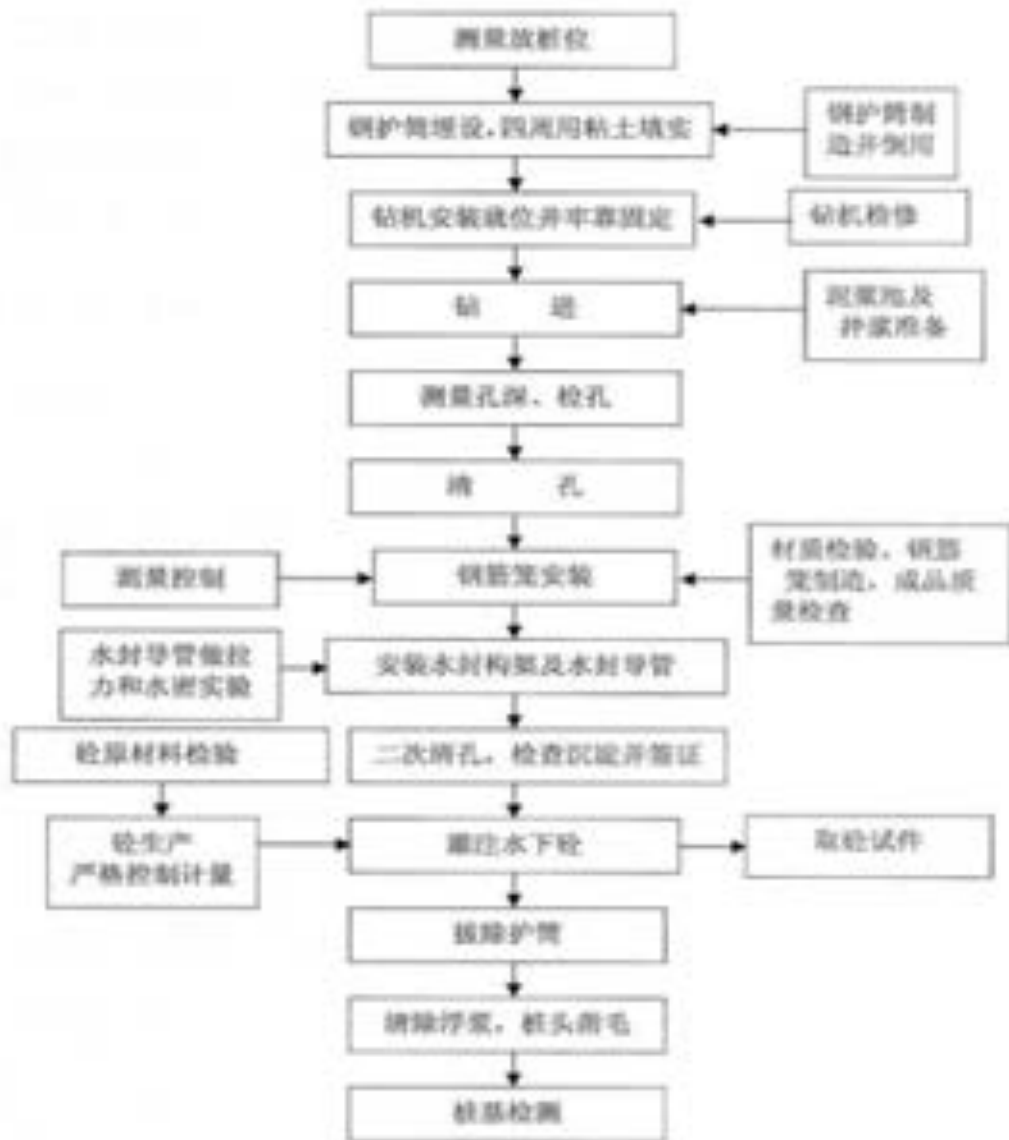 测量放桩位
钢护筒埋设,四周用粘土填实
钢护筒制
造并倒用
钻机安装就位并牢靠固定
钻机检修
钻 进
泥浆池及
拌浆准备
测量孔深、检孔
清 孔
测量控制
钢筋笼安装
材质检验、钢筋
笼制造、成品质
量检查
水封导管做拉
力和水密实验
安装水封构架及水封导管
砼原材料检验
二次清孔,检查沉淀并签证
砼生产
严格控制计量
灌注水下砼
取砼试件
拔除护筒
清除浮浆,桩头凿毛
桩基检测